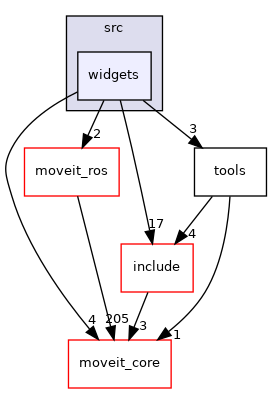 src
widgets
2
3
moveit_ros
tools
17
4
include
4
205
3
1
moveit_core